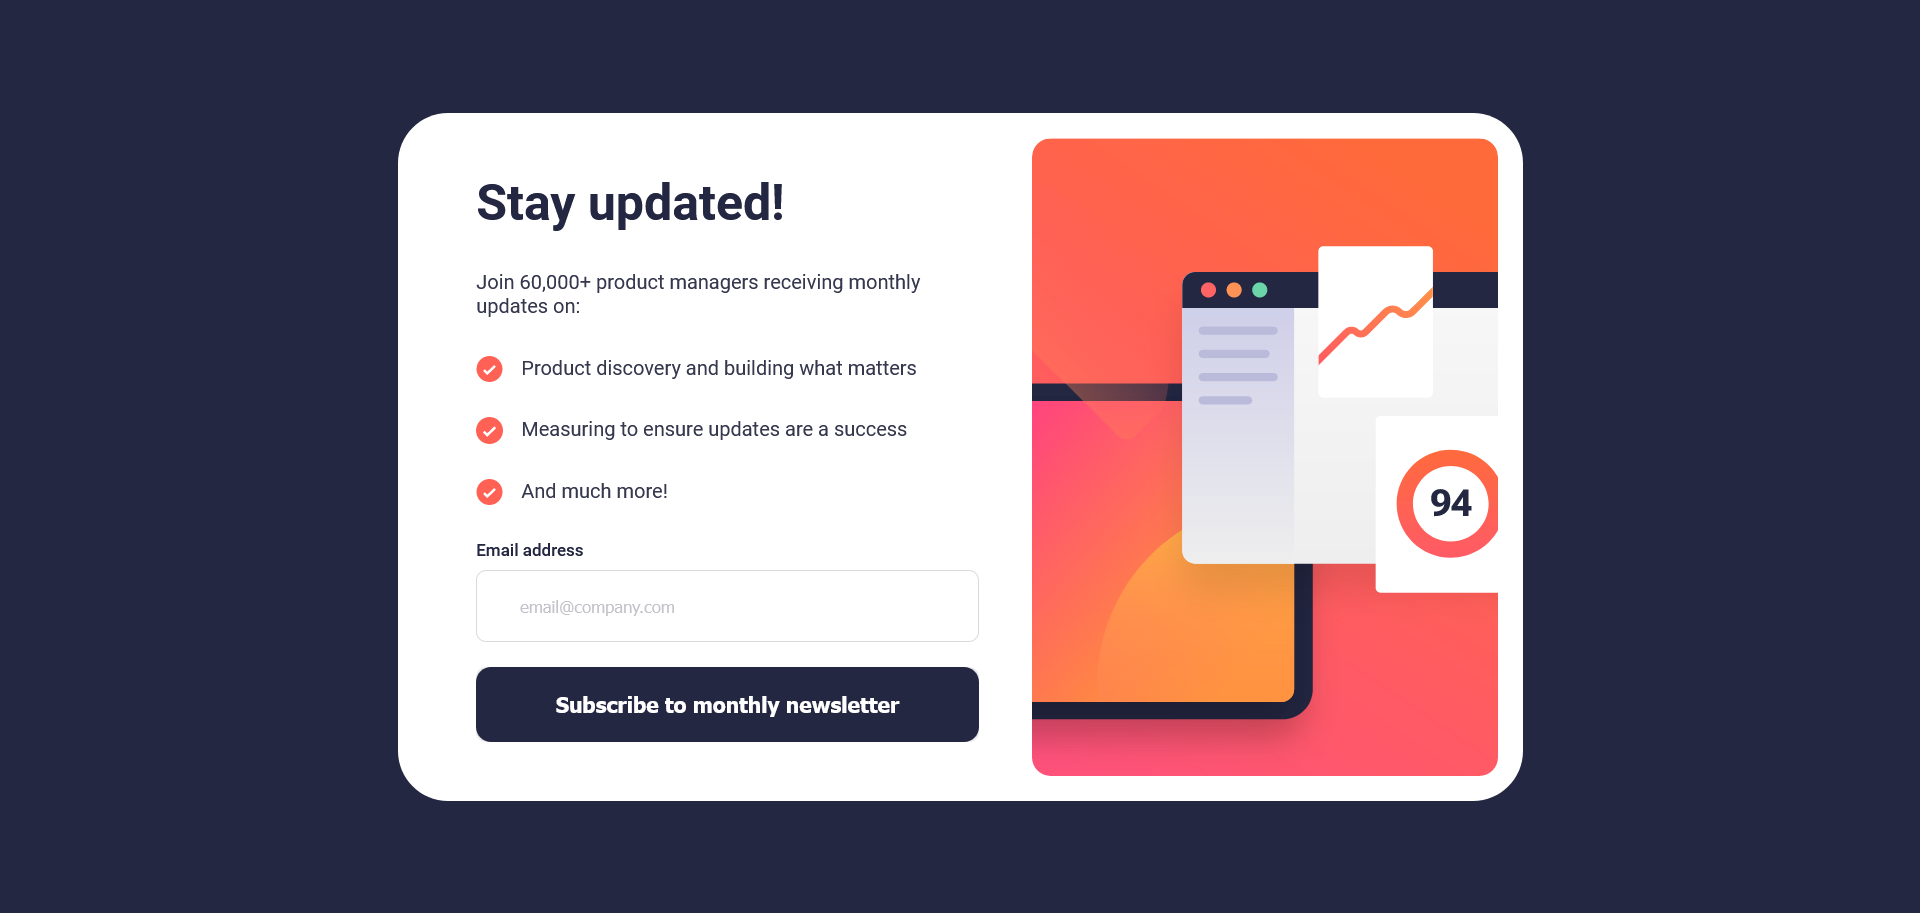 Stay updated!
Join 60,000+ product managers receiving monthly
updates on:
Product discovery and building what matters
Measuring to ensure updates are a success
And much more!
Email address
email@company.com
Subscribe to monthly newsletter
94